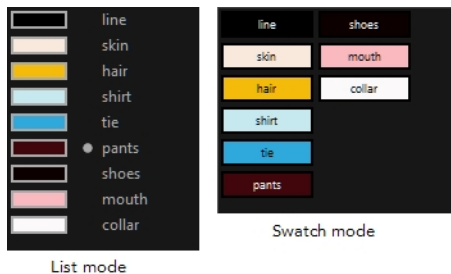 line
skin
hair
shirt
tie
pants
shoes
mouth
collar
List mode
line
shoes
skin
mouth
hair
collar
shirt
tie
pants
Swatch mode